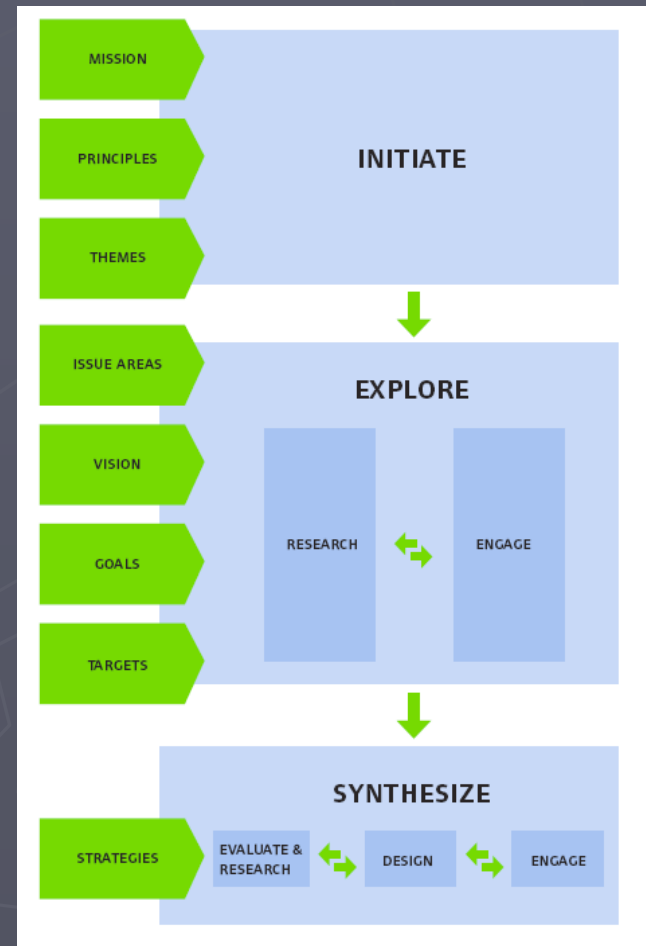 MISSION
PRINCIPLES
THEMES
INITIATE
ISSUE AREAS
VISION
GOALS
TARGETS
EXPLORE
RESEARCH
ENGAGE
STRATEGIES
SYNTHESIZE
EVALUATE &
RESEARCH
DESIGN
ENGAGE